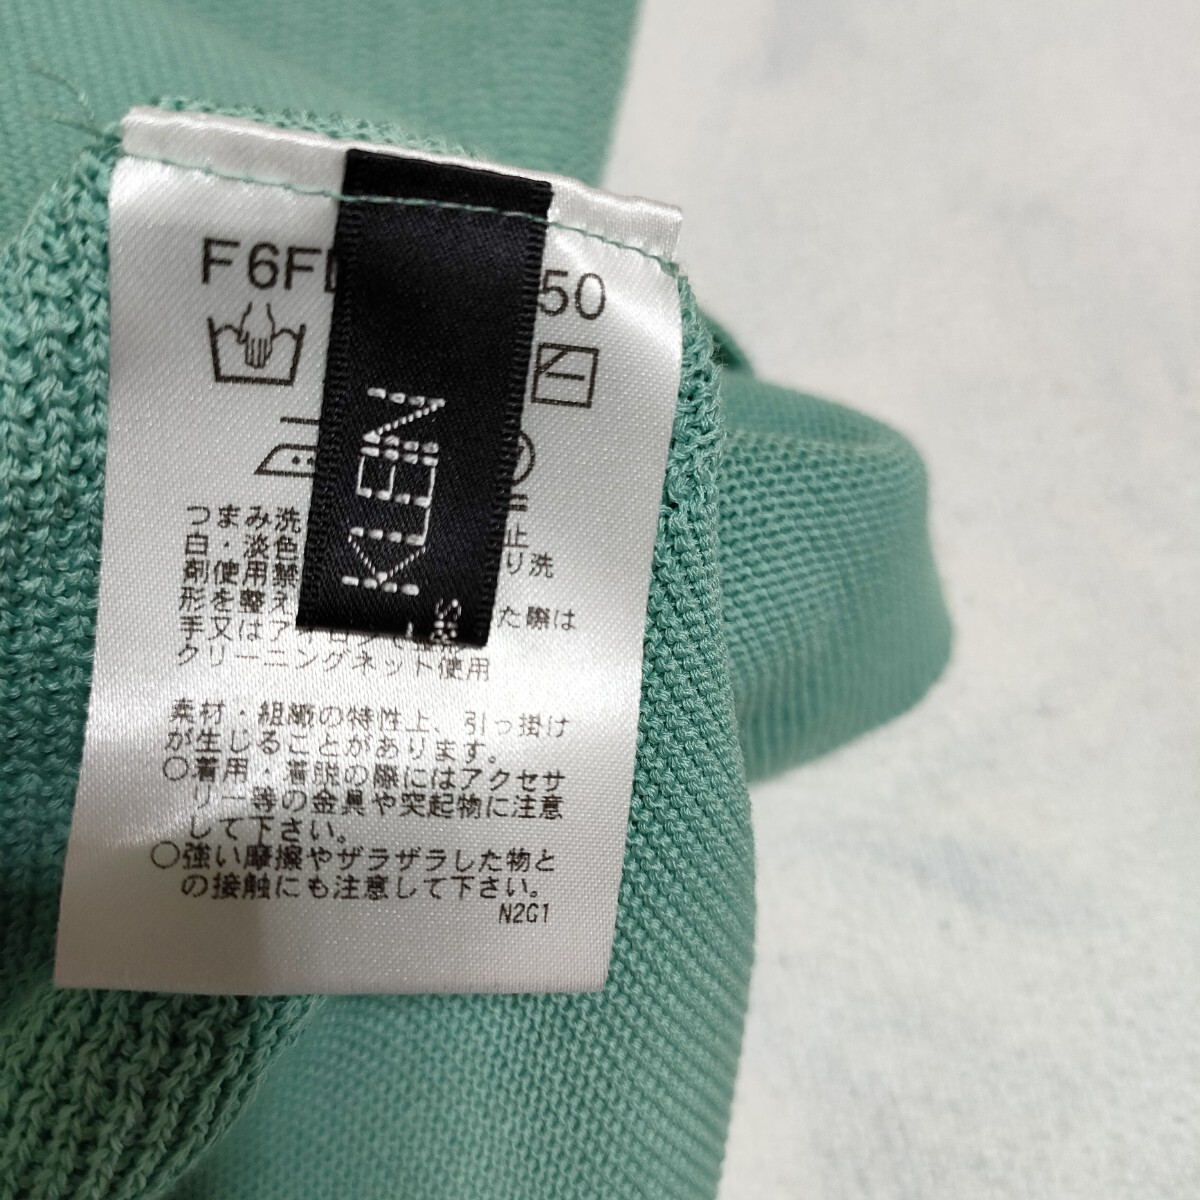 F6F 50
KLEIN
つまみ洗 止
白・淡色 り洗
剤使用禁
形を整え た際は
手又はア
クリーニングネット使用
素材・組織の特性上、引っ掛け
が生じることがあります。
○着用・着脱の際にはアクセサ
リー等の金具や突起物に注意
して下さい。
○強い摩擦やザラザラした物と
の接触にも注意して下さい。
N2G1